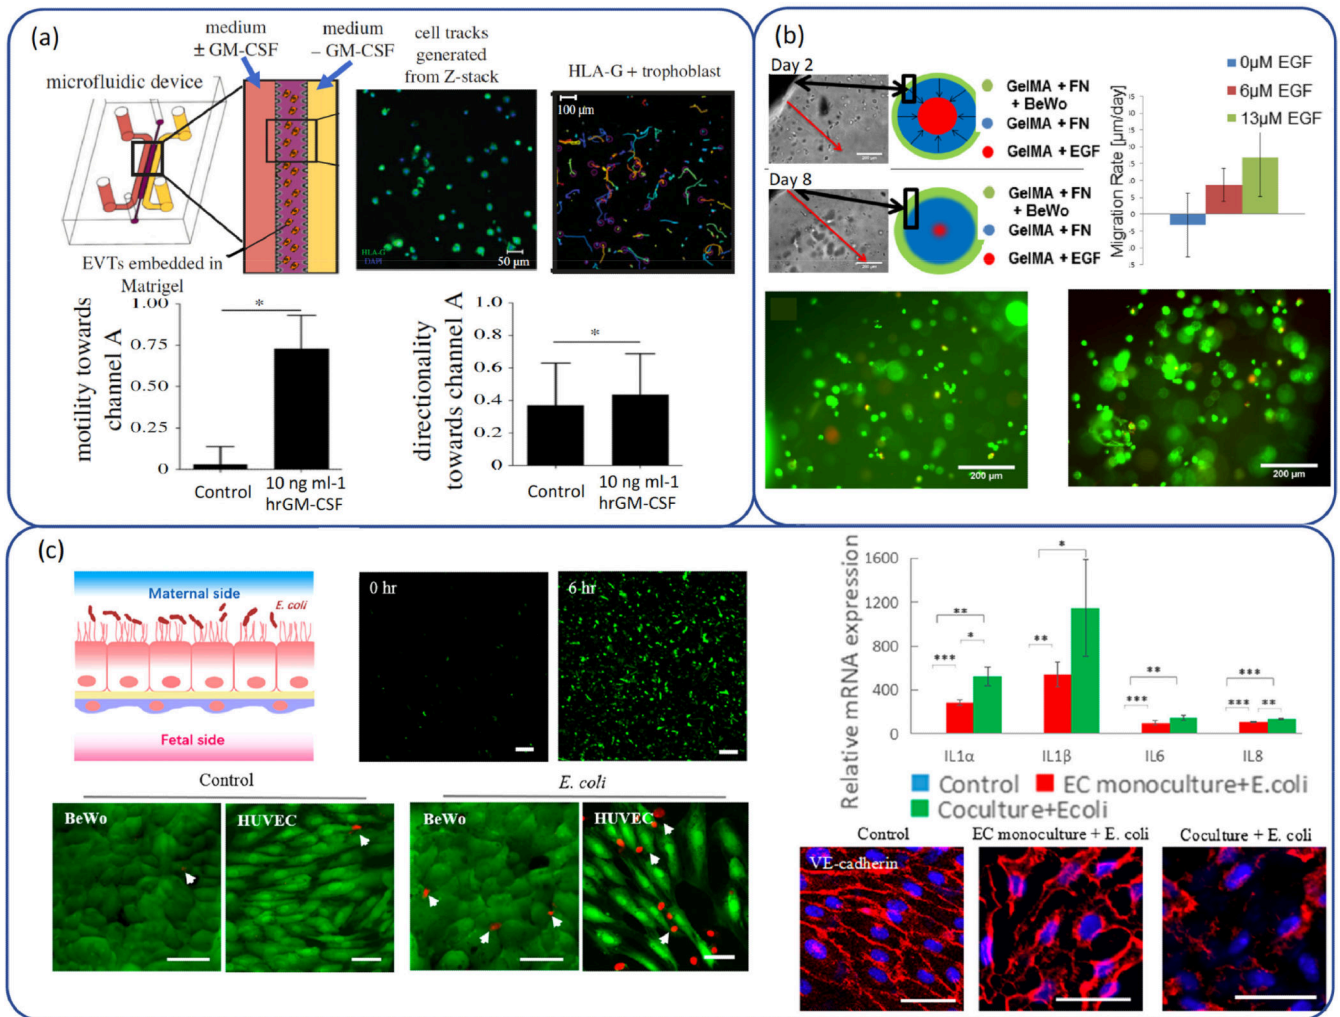 (a)
medium
± GM-CSF
medium
– GM-CSF
microfluidic device
EVTs embedded in
Matrigel
cell tracks
generated
from Z-stack
HLA-G
DAPI
50 µm
HLA-G + trophoblast
100 µm
motility towards
channel A
1.00
0.75
0.50
0.25
0
*
Control
10 ng ml-1
hrGM-CSF
directionality
towards channel A
1.0
0.8
0.6
0.4
0.2
0
*
Control
10 ng ml-1
hrGM-CSF
(b)
Day 2
GelMA + FN
+ BeWo
GelMA + FN
GelMA + EGF
Day 8
GelMA + FN
+ BeWo
GelMA + FN
GelMA + EGF
0µM EGF
6µM EGF
13µM EGF
Migration Rate [µm/day]
0
200 µm
200 µm
(c)
Maternal side
E. coli
Fetal side
0 hr
6 hr
Control
E. coli
BeWo
HUVEC
BeWo
HUVEC
Relative mRNA expression
1600
1200
800
400
0
***
**
*
**
*
***
**
***
***
**
IL1α
IL1β
IL6
IL8
Control
EC monoculture+E.coli
Coculture+Ecoli
Control
EC monoculture + E. coli
Coculture + E. coli
VE-cadherin